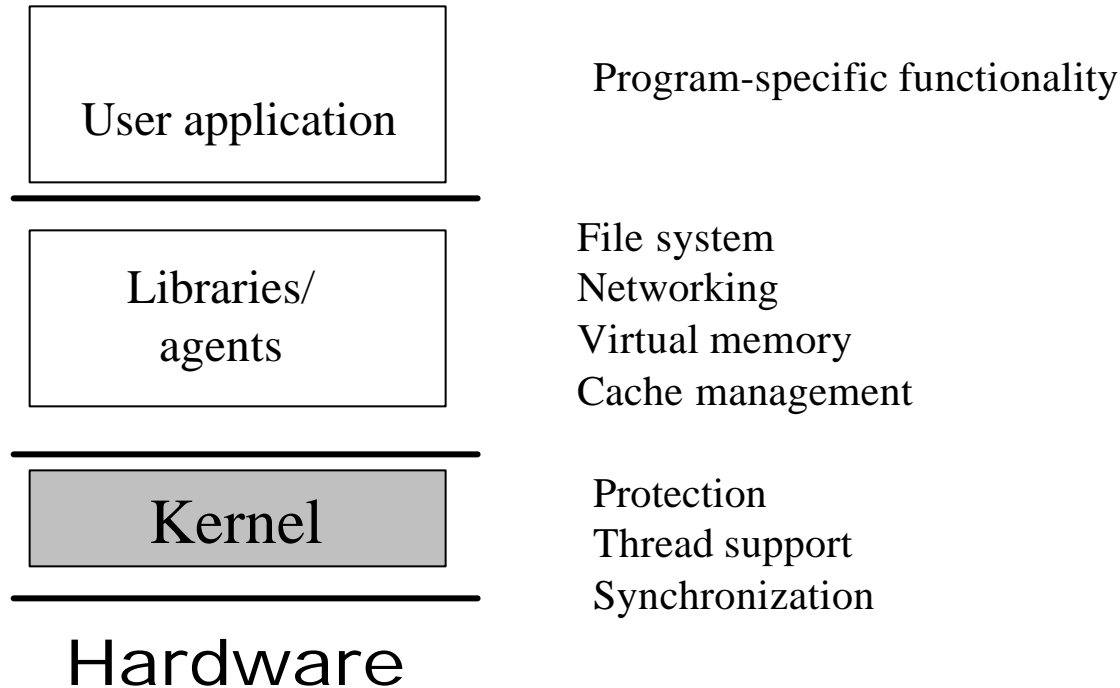 User application
Program-specific functionality
Libraries/
agents
File system
Networking
Virtual memory
Cache management
Kernel
Protection
Thread support
Synchronization
Hardware